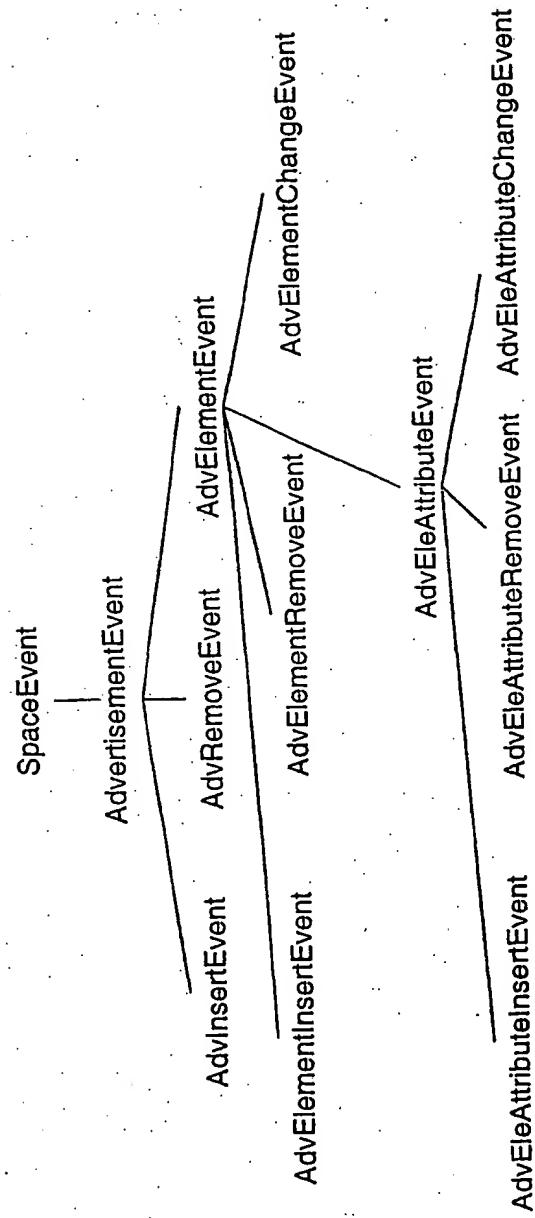 SpaceEvent
AdvertisementEvent
AdvInsertEvent
AdvRemoveEvent
AdvElementEvent
AdvElementInsertEvent
AdvElementRemoveEvent
AdvElementChangeEvent
AdvEleAttributeEvent
AdvEleAttributeInsertEvent
AdvEleAttributeRemoveEvent
AdvEleAttributeChangeEvent